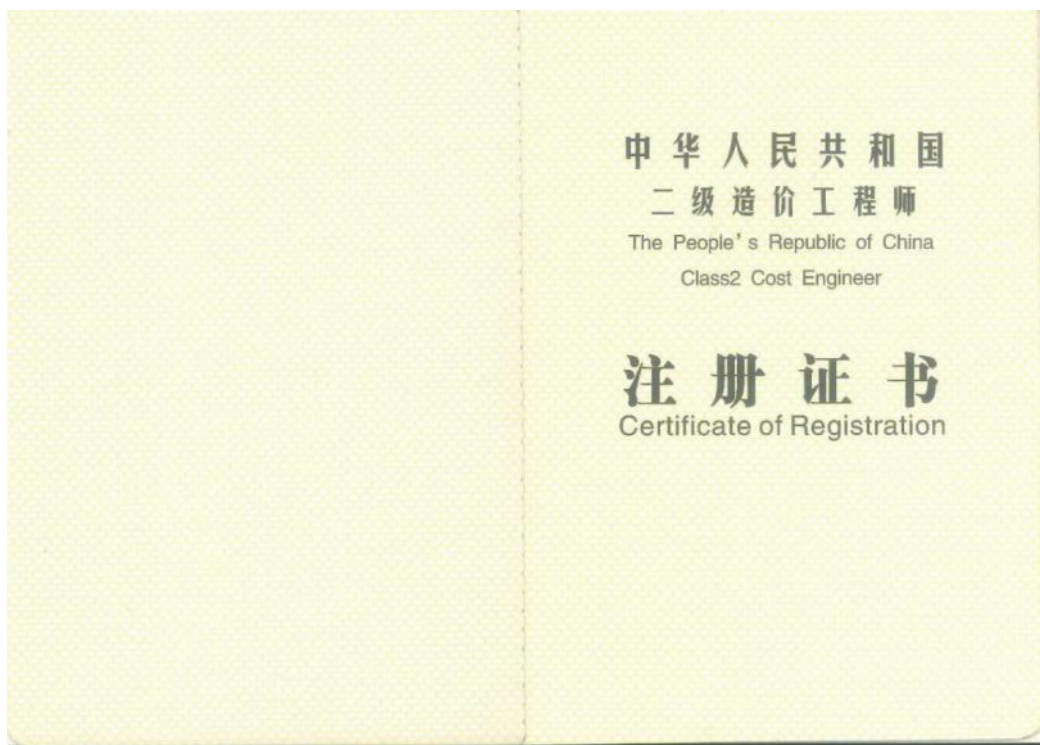 中华人民共和国
二级造价工程师
The People's Republic of China
Class2 Cost Engineer
注册证书
Certificate of Registration